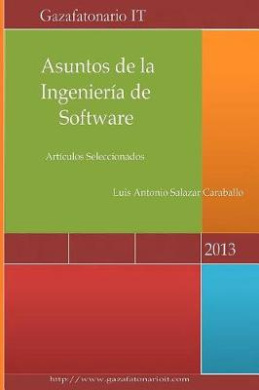 Gazafatonario IT
Asuntos de la
Ingeniería de
Software
Artículos Seleccionados
Luis Antonio Salazar Caraballo
2013
http://www.gazafatonarioit.com